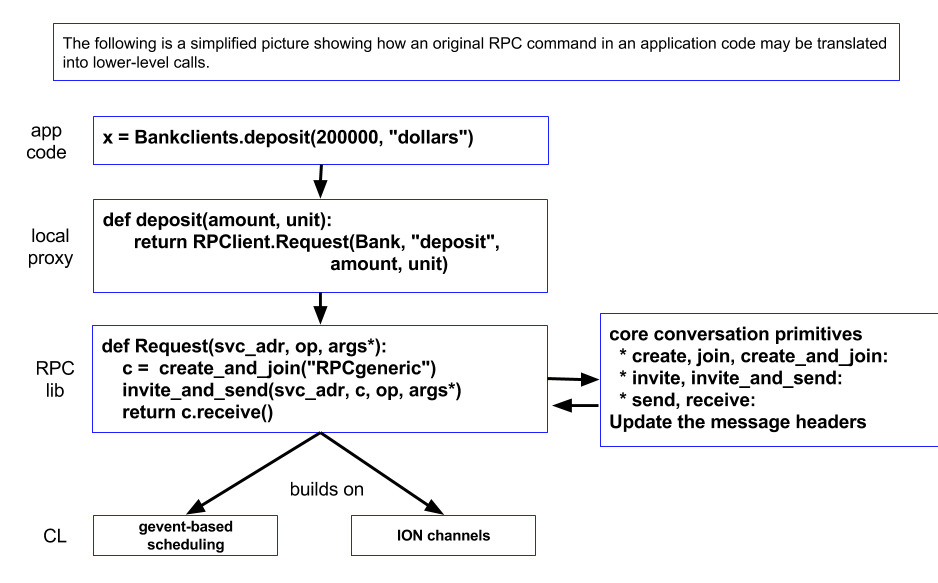 The following is a simplified picture showing how an original RPC command in an application code may be translated
into lower-level calls.
app
code
x = Bankclients.deposit(200000, "dollars")
local
proxy
def deposit(amount, unit):
return RPClient.Request(Bank, "deposit",
amount, unit)
RPC
lib
def Request(svc_adr, op, args*):
c = create_and_join("RPCgeneric")
invite_and_send(svc_adr, c, op, args*)
return c.receive()
core conversation primitives
* create, join, create_and_join:
* invite, invite_and_send:
* send, receive:
Update the message headers
builds on
CL
gevent-based
scheduling
ION channels